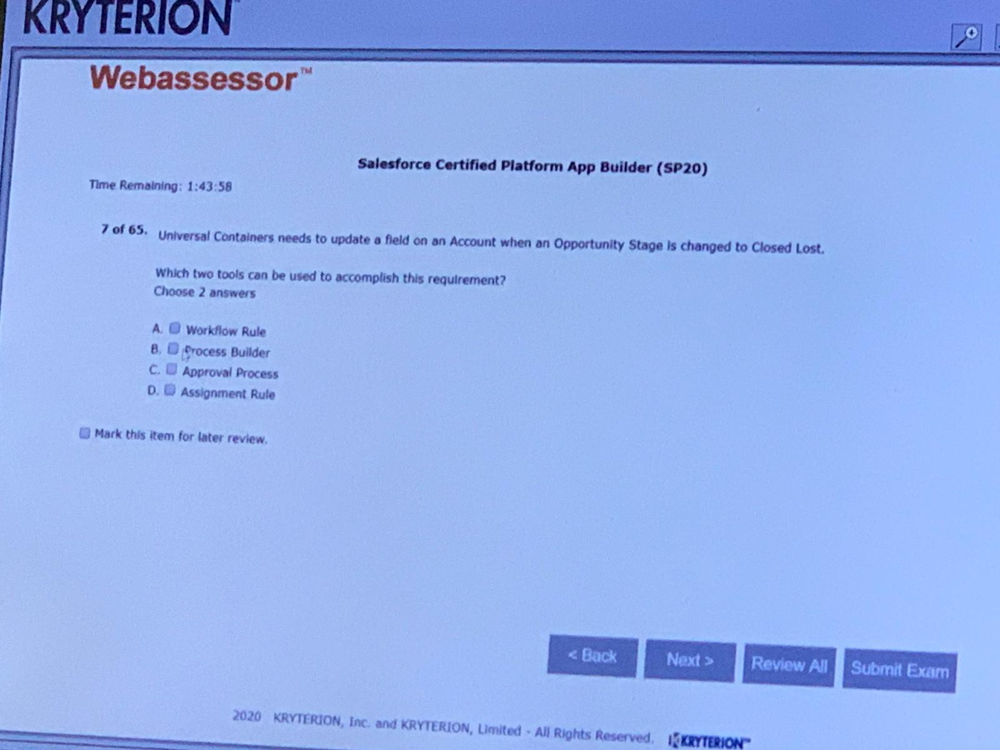 KRYTERION
Webassessor™
Salesforce Certified Platform App Builder (SP20)
Time Remaining: 1:43:58
7 of 65. Universal Containers needs to update a field on an Account when an Opportunity Stage is changed to Closed Lost.
Which two tools can be used to accomplish this requirement?
Choose 2 answers
A. Workflow Rule
B. Process Builder
C. Approval Process
D. Assignment Rule
Mark this item for later review.
< Back
Next >
Review All
Submit Exam
2020 KRYTERION, Inc. and KRYTERION, Limited - All Rights Reserved. KRYTERION™